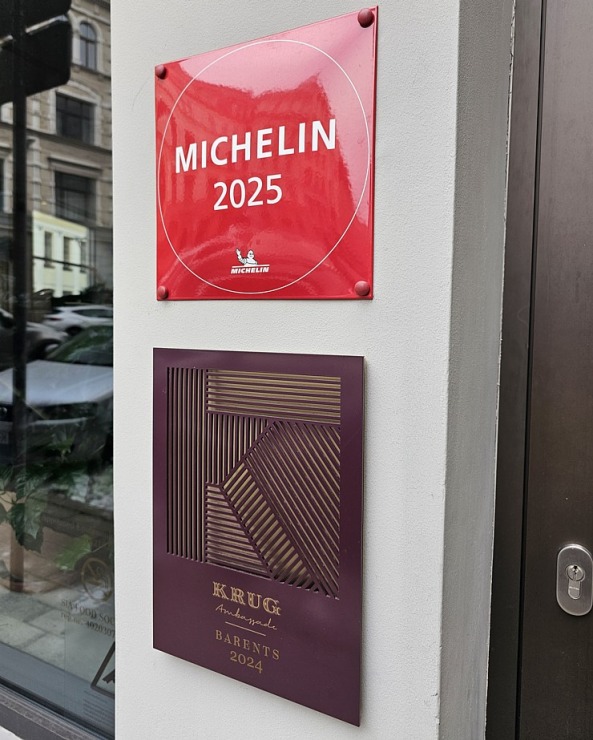 MICHELIN
2025
MICHELIN
KRUG
Ambassade
BARENTS
2024